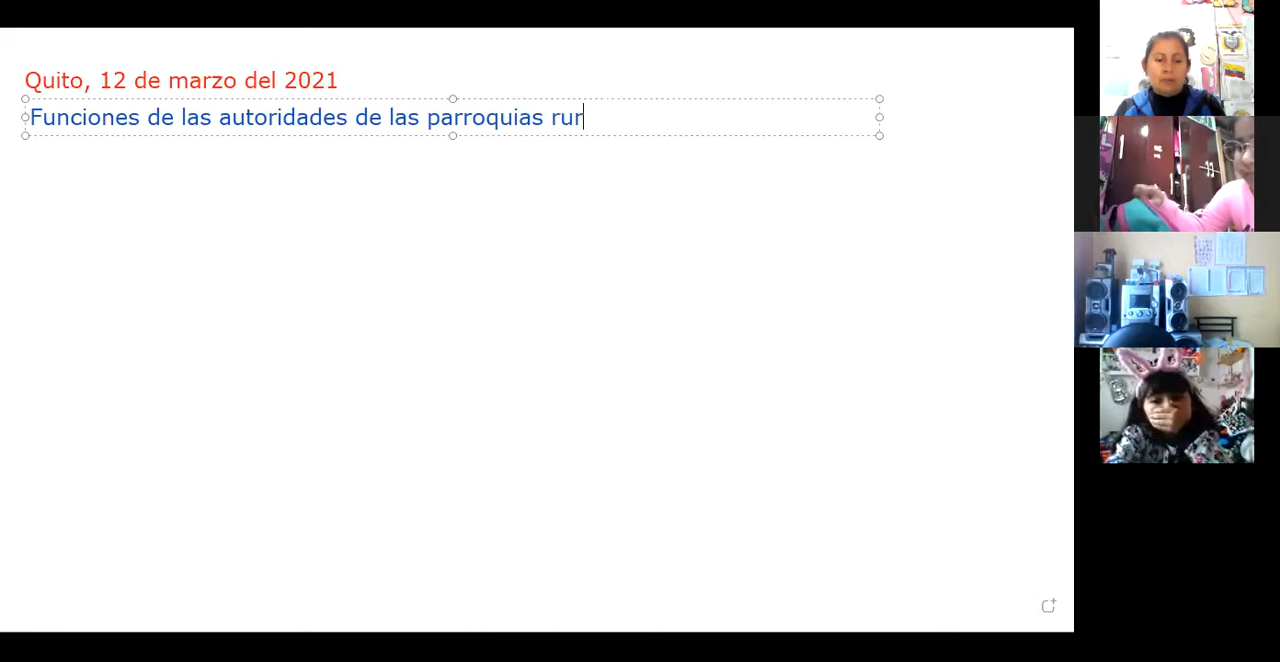 Quito, 12 de marzo del 2021
Funciones de las autoridades de las parroquias rur